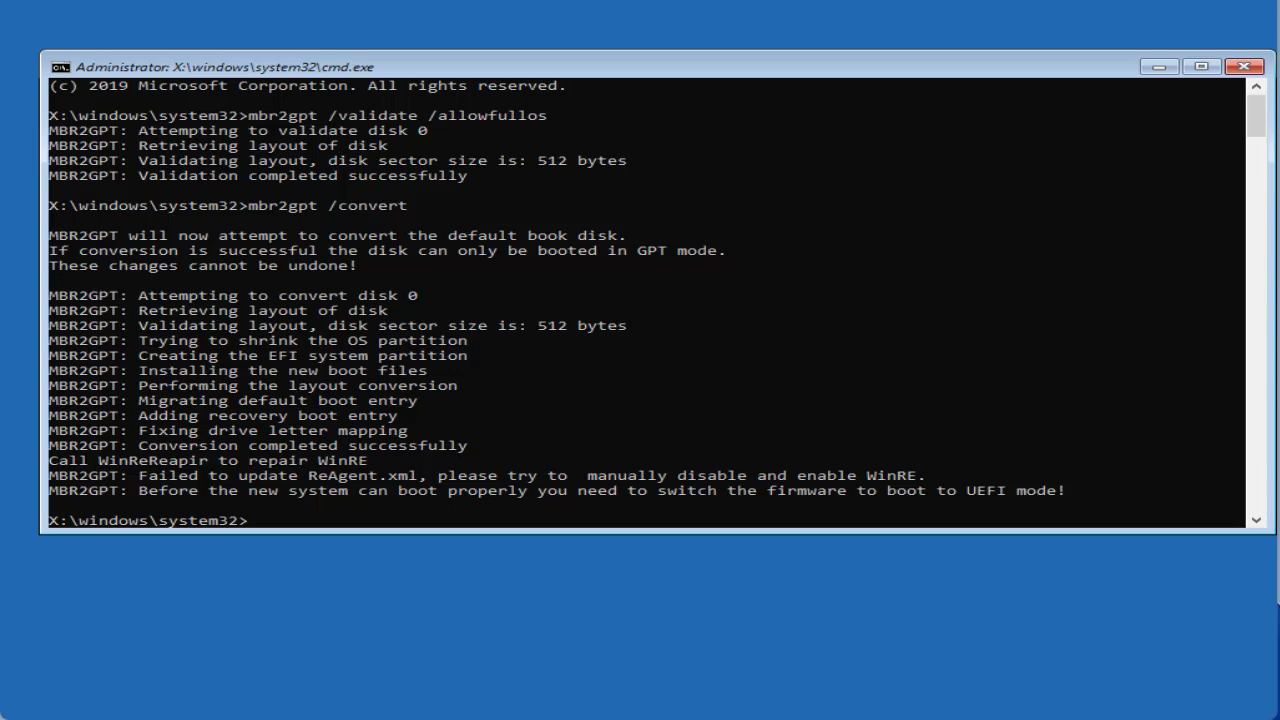 Administrator: X:\windows\system32\cmd.exe
(c) 2019 Microsoft Corporation. All rights reserved.
X:\windows\system32>mbr2gpt /validate /allowfullos
MBR2GPT: Attempting to validate disk 0
MBR2GPT: Retrieving layout of disk
MBR2GPT: Validating layout, disk sector size is: 512 bytes
MBR2GPT: Validation completed successfully
X:\windows\system32>mbr2gpt /convert
MBR2GPT will now attempt to convert the default book disk.
If conversion is successful the disk can only be booted in GPT mode.
These changes cannot be undone!
MBR2GPT: Attempting to convert disk 0
MBR2GPT: Retrieving layout of disk
MBR2GPT: Validating layout, disk sector size is: 512 bytes
MBR2GPT: Trying to shrink the OS partition
MBR2GPT: Creating the EFI system partition
MBR2GPT: Installing the new boot files
MBR2GPT: Performing the layout conversion
MBR2GPT: Migrating default boot entry
MBR2GPT: Adding recovery boot entry
MBR2GPT: Fixing drive letter mapping
MBR2GPT: Conversion completed successfully
Call WinReReapir to repair WinRE
MBR2GPT: Failed to update ReAgent.xml, please try to  manually disable and enable WinRE.
MBR2GPT: Before the new system can boot properly you need to switch the firmware to boot to UEFI mode!
X:\windows\system32>